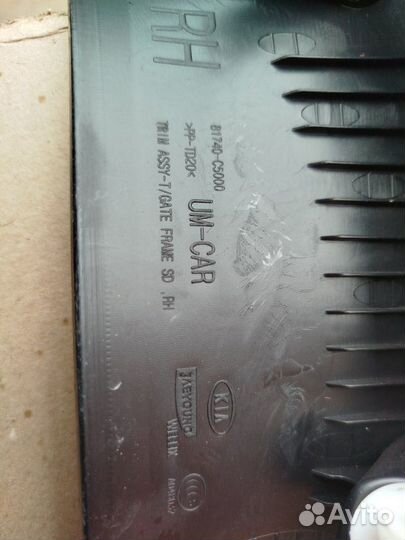 RH
81740-C5000
>PP-TD20<
UM-CAR
TRIM ASSY-T/GATE FRAME SD ,RH
KIA
Avito